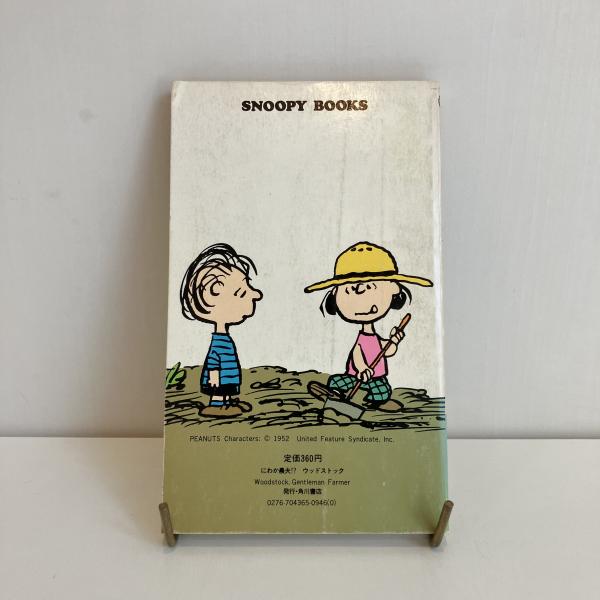 SNOOPY BOOKS
PEANUTS Characters: © 1952 United Feature Syndicate, Inc.
定価360円
にわか農夫!? ウッドストック
Woodstock, Gentleman Farmer
発行・角川書店
0276-704365-0946(0)